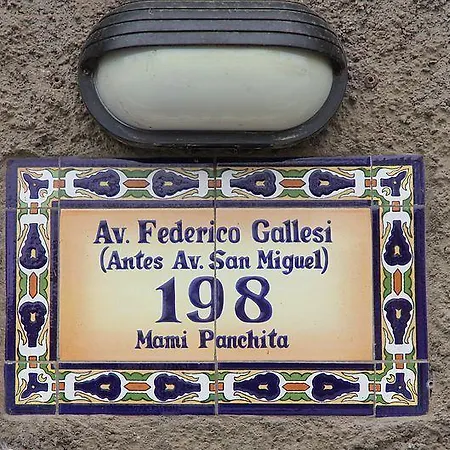 Av. Federico Gallesi
(Antes Av. San Miguel)
198
Mami Panchita